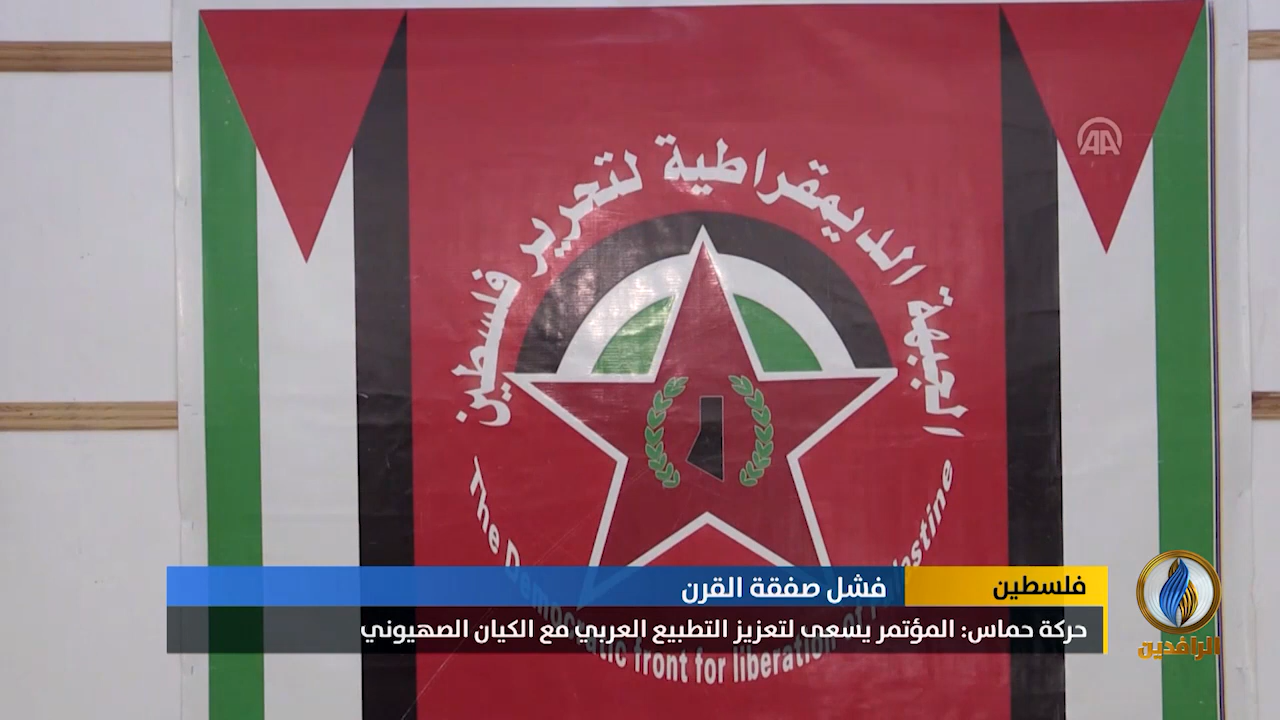 AA
الجبهة الديمقراطية لتحرير فلسطين
The Democratic front for liberation of Palestine
فلسطين
فشل صفقة القرن
حركة حماس: المؤتمر يسعى لتعزيز التطبيع العربي مع الكيان الصهيوني
الرافدين